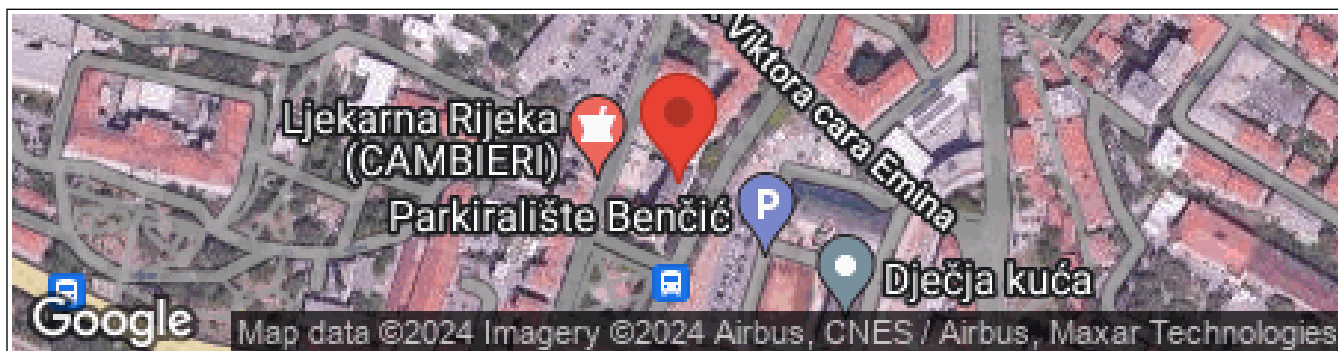 Viktora cara Emina
Ljekarna Rijeka
(CAMBIERI)
P
Parkiralište Benčić
Dječja kuća
Google
Map data ©2024 Imagery ©2024 Airbus, CNES / Airbus, Maxar Technologies